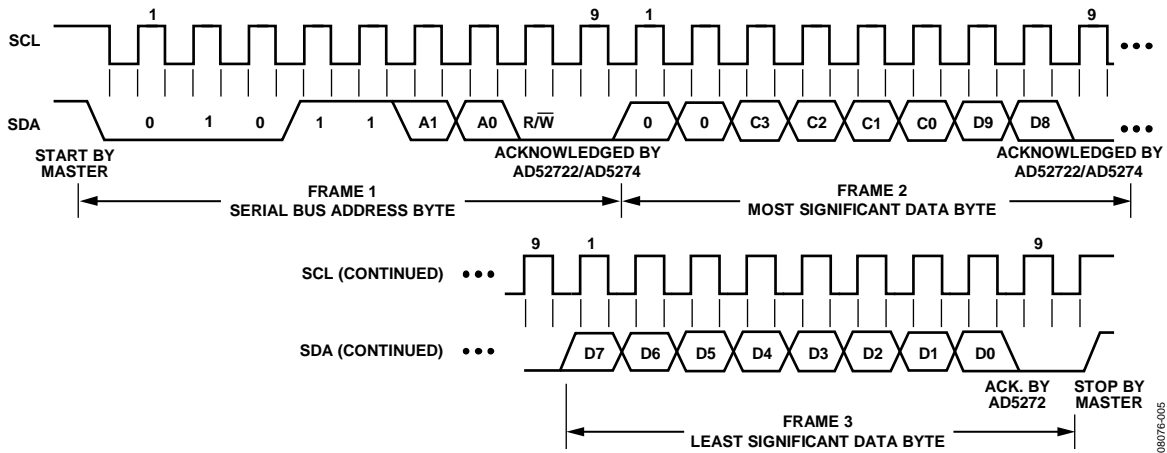 1 9 1 9
SCL •••
SDA 0 1 0 1 1 A1 A0 R/W̅ 0 0 C3 C2 C1 C0 D9 D8 •••
START BY
MASTER
ACKNOWLEDGED BY
AD52722/AD5274
ACKNOWLEDGED BY
AD52722/AD5274
FRAME 1
SERIAL BUS ADDRESS BYTE
FRAME 2
MOST SIGNIFICANT DATA BYTE
9 1 9
SCL (CONTINUED) •••
SDA (CONTINUED) ••• D7 D6 D5 D4 D3 D2 D1 D0
ACK. BY
AD5272
STOP BY
MASTER
FRAME 3
LEAST SIGNIFICANT DATA BYTE
08076-005